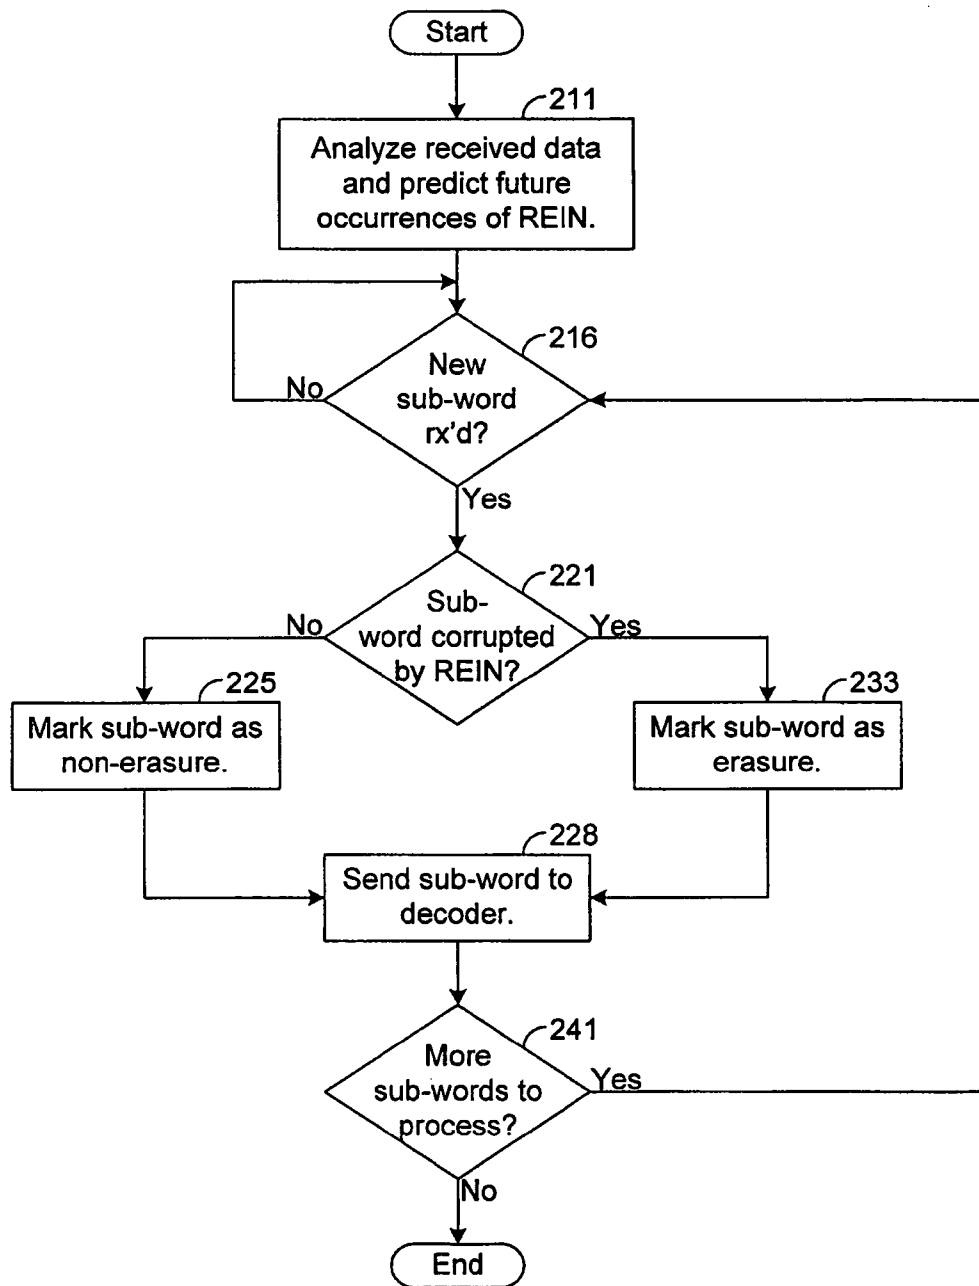 Start
211
Analyze received data
and predict future
occurrences of REIN.
216
New
sub-word
rx'd?
No
Yes
221
Sub-
word corrupted
by REIN?
No
Yes
225
Mark sub-word as
non-erasure.
233
Mark sub-word as
erasure.
228
Send sub-word to
decoder.
241
More
sub-words to
process?
Yes
No
End